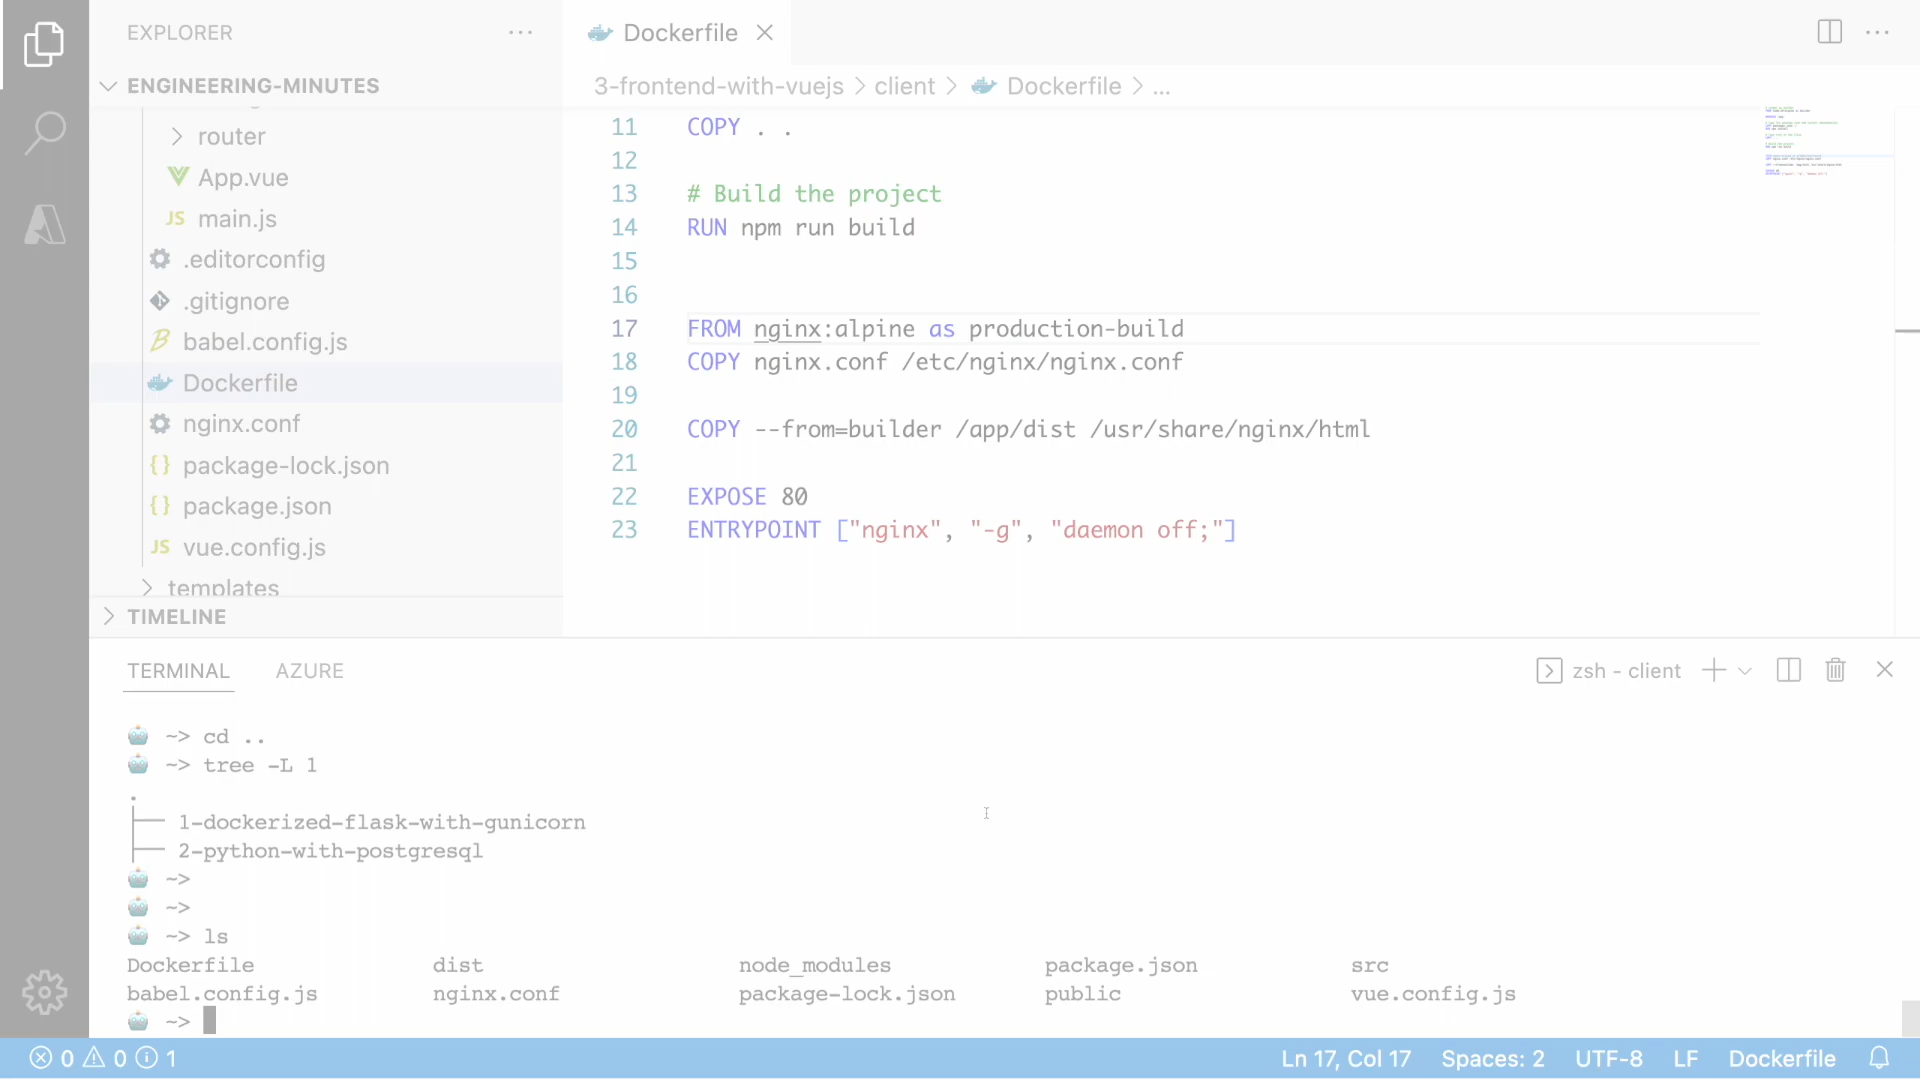 EXPLORER
ENGINEERING-MINUTES
router
App.vue
JS main.js
.editorconfig
.gitignore
babel.config.js
Dockerfile
nginx.conf
{} package-lock.json
{} package.json
JS vue.config.js
templates
TIMELINE
Dockerfile
3-frontend-with-vuejs > client > Dockerfile > ...
11 COPY . .
12
13 # Build the project
14 RUN npm run build
15
16
17 FROM nginx:alpine as production-build
18 COPY nginx.conf /etc/nginx/nginx.conf
19
20 COPY --from=builder /app/dist /usr/share/nginx/html
21
22 EXPOSE 80
23 ENTRYPOINT ["nginx", "-g", "daemon off;"]
TERMINAL AZURE
zsh - client
~> cd ..
~> tree -L 1
.
├── 1-dockerized-flask-with-gunicorn
├── 2-python-with-postgresql
~>
~>
~> ls
Dockerfile dist node_modules package.json src
babel.config.js nginx.conf package-lock.json public vue.config.js
~>
0 0 1
Ln 17, Col 17 Spaces: 2 UTF-8 LF Dockerfile